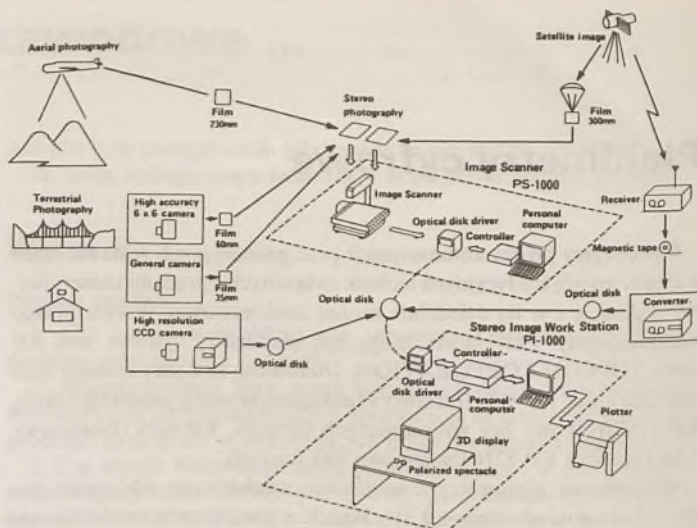 Aerial photography
Film
230mm
Stereo
photography
Satellite image
Film
300mm
Image Scanner
PS-1000
Terrestrial
Photography
High accuracy
6 x 6 camera
Film
60mm
Image Scanner
Optical disk driver
Controller
Personal
computer
Receiver
Magnetic tape
General camera
Film
35mm
Optical disk
Optical disk
Converter
High resolution
CCD camera
Optical disk
Stereo Image Work Station
PI-1000
Controller
Optical
disk driver
Personal
computer
Plotter
3D display
Polarized spectacle